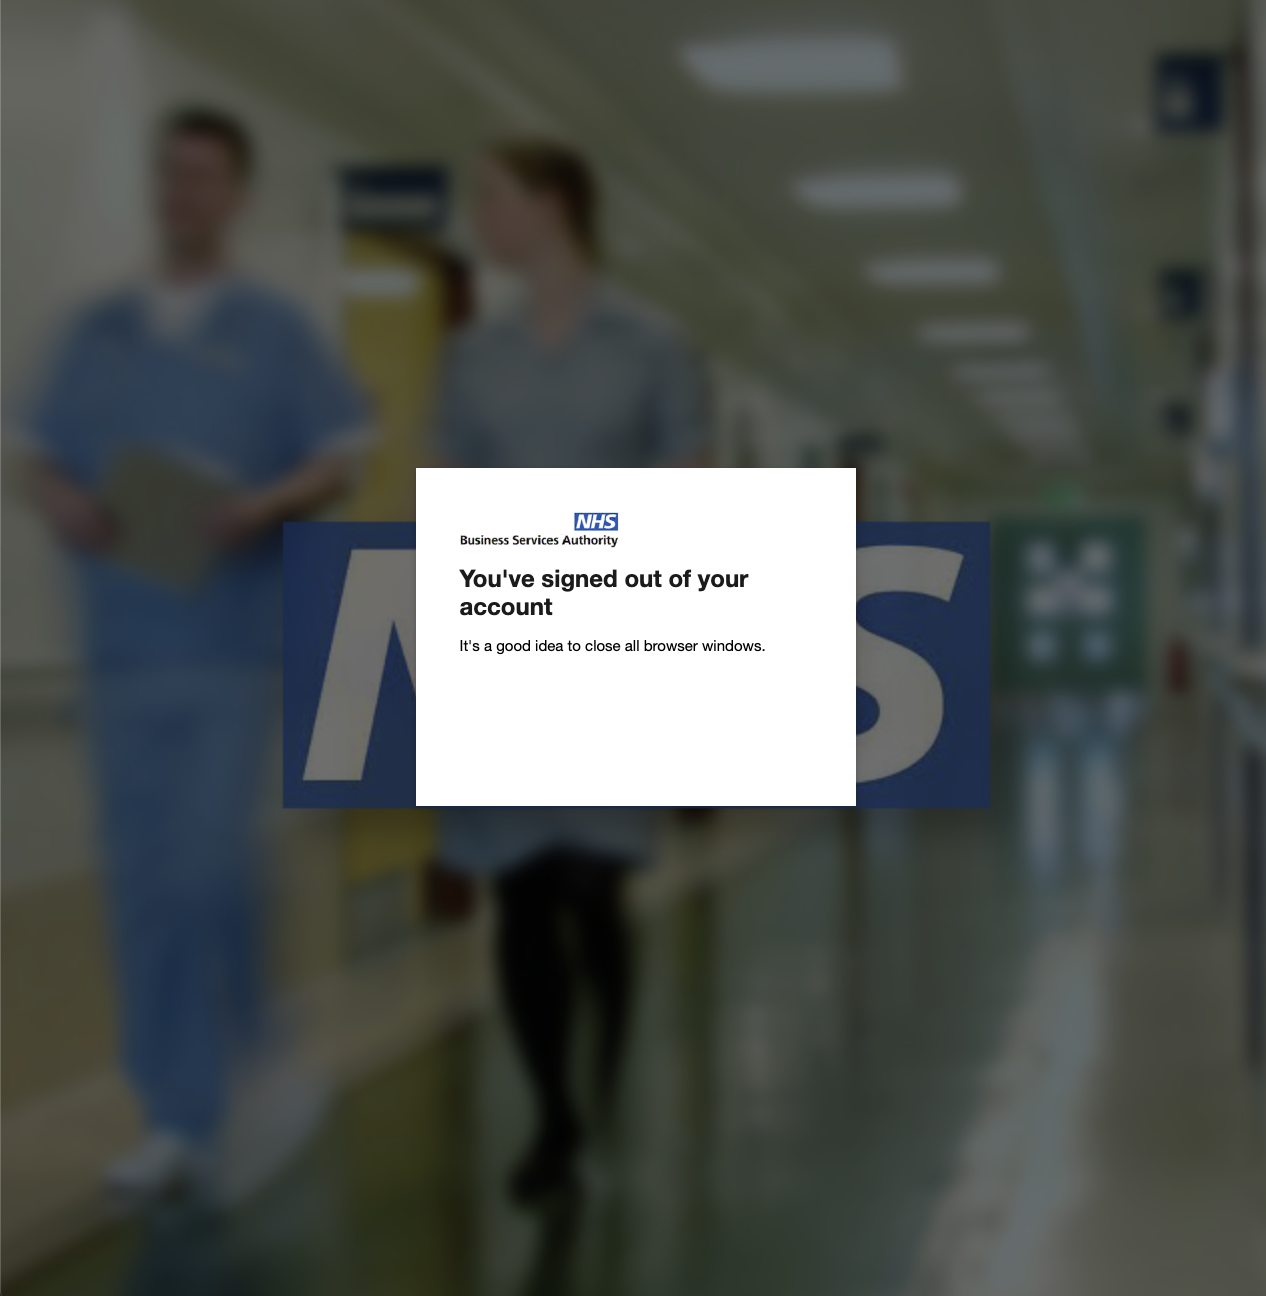 NHS
Business Services Authority
You've signed out of your
account
It's a good idea to close all browser windows.